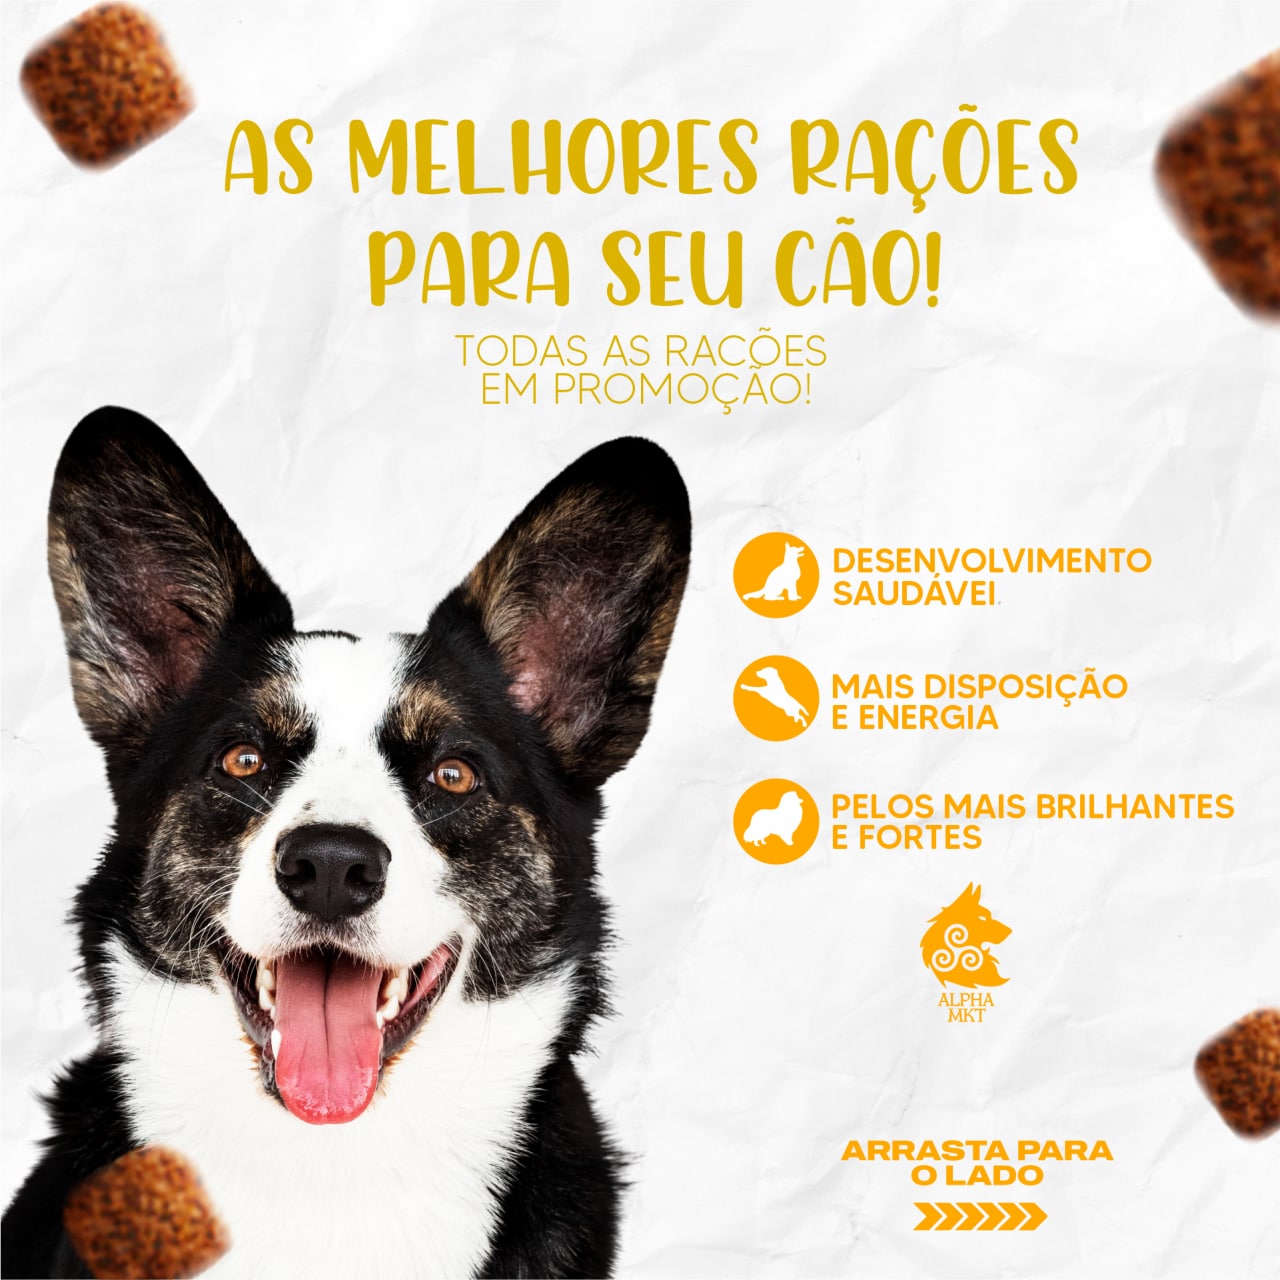 AS MELHORES RAÇÕES
PARA SEU CÃO!
TODAS AS RACÕES
EM PROMOÇÃO!
DESENVOLVIMENTO
SAUDÁVEI.
MAIS DISPOSIÇÃO
E ENERGIA
PELOS MAIS BRILHANTES
E FORTES
ALPHA
MKT
ARRASTA PARA
O LADO